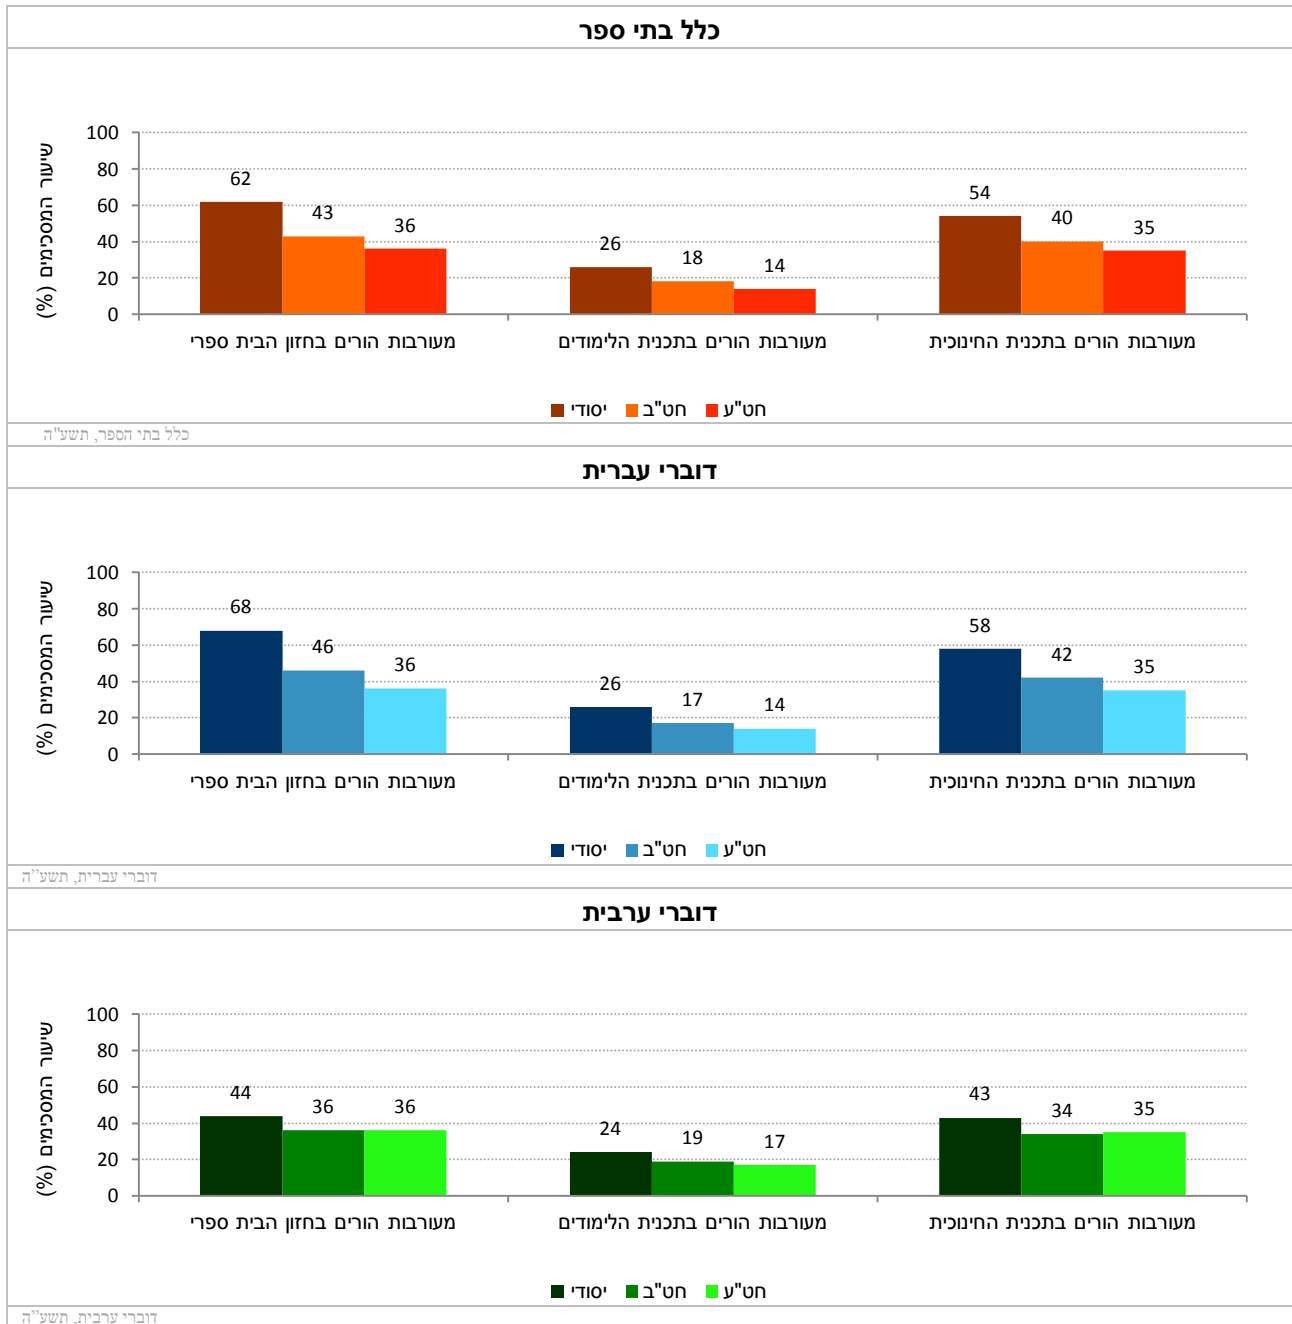 כלל בתי ספר
שיעור המסכימים (%)
100
80
60
40
20
0
62
43
36
26
18
14
54
40
35
מעורבות הורים בחזון הבית ספרי
מעורבות הורים בתכנית הלימודים
מעורבות הורים בתכנית החינוכית
יסודי חט"ב חט"ע
כלל בתי הספר, תשע"ה
דוברי עברית
שיעור המסכימים (%)
100
80
60
40
20
0
68
46
36
26
17
14
58
42
35
מעורבות הורים בחזון הבית ספרי
מעורבות הורים בתכנית הלימודים
מעורבות הורים בתכנית החינוכית
יסודי חט"ב חט"ע
דוברי עברית, תשע''ה
דוברי ערבית
שיעור המסכימים (%)
100
80
60
40
20
0
44
36
36
24
19
17
43
34
35
מעורבות הורים בחזון הבית ספרי
מעורבות הורים בתכנית הלימודים
מעורבות הורים בתכנית החינוכית
יסודי חט"ב חט"ע
דוברי ערבית, תשע''ה